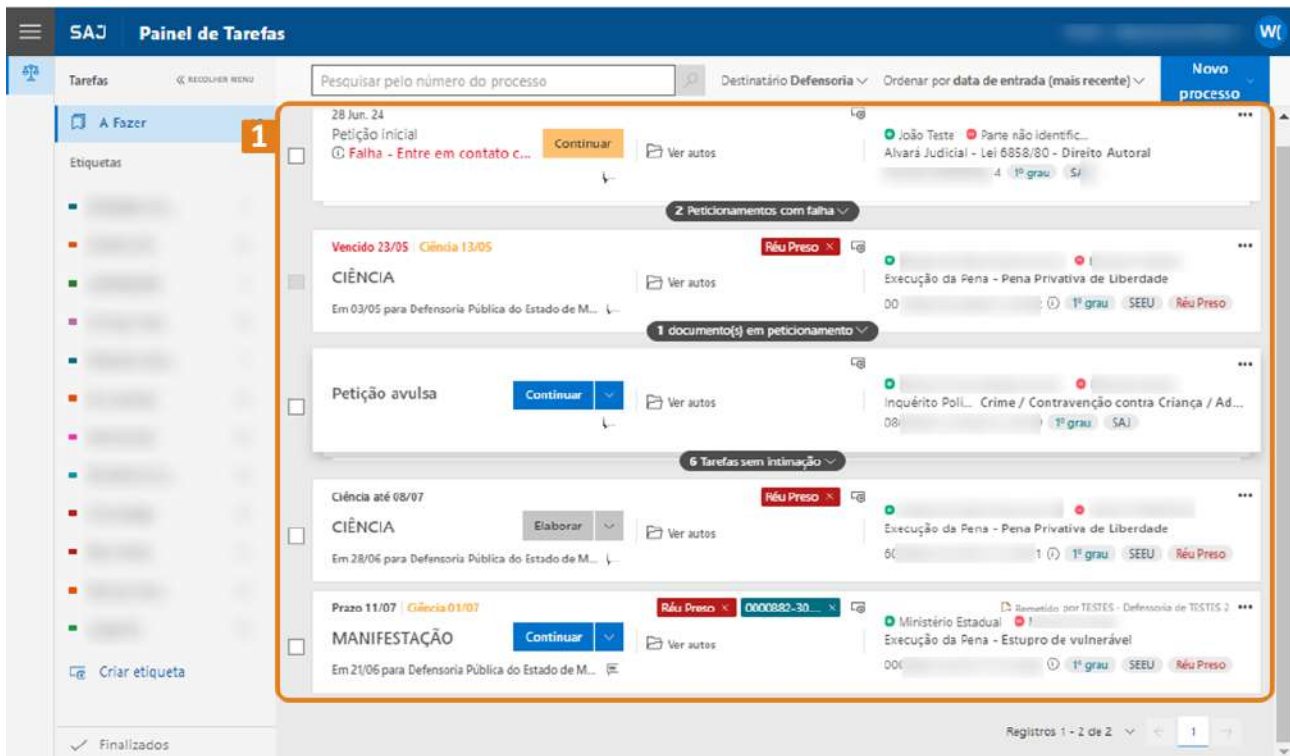 SAJ Painel de Tarefas
W(
Tarefas
RECOLHER MENU
Pesquisar pelo número do processo
Destinatário Defensoria
Ordenar por data de entrada (mais recente)
Novo
processo
A Fazer
1
Etiquetas
Criar etiqueta
Finalizados
28 Jun. 24
Petição inicial
Falha - Entre em contato c...
Continuar
Ver autos
João Teste Parte não identific...
Alvará Judicial - Lei 6858/80 - Direito Autoral
4 1º grau SA
2 Peticionamentos com falha
Vencido 23/05 Ciência 13/05
Réu Preso ×
CIÊNCIA
Ver autos
Em 03/05 para Defensoria Pública do Estado de M...
Execução da Pena - Pena Privativa de Liberdade
00 1º grau SEEU Réu Preso
1 documento(s) em peticionamento
Petição avulsa
Continuar
Ver autos
Inquérito Poli... Crime / Contravenção contra Criança / Ad...
08 1º grau SAJ
6 Tarefas sem intimação
Ciência até 08/07
Réu Preso ×
CIÊNCIA
Elaborar
Ver autos
Em 28/06 para Defensoria Pública do Estado de M...
Execução da Pena - Pena Privativa de Liberdade
60 1 1º grau SEEU Réu Preso
Prazo 11/07 Ciência 01/07
Réu Preso × 0000882-30.... ×
Remetido por TESTES - Defensoria de TESTES 2
MANIFESTAÇÃO
Continuar
Ver autos
Em 21/06 para Defensoria Pública do Estado de M...
Ministério Estadual
Execução da Pena - Estupro de vulnerável
000 1º grau SEEU Réu Preso
Registros 1 - 2 de 2
1